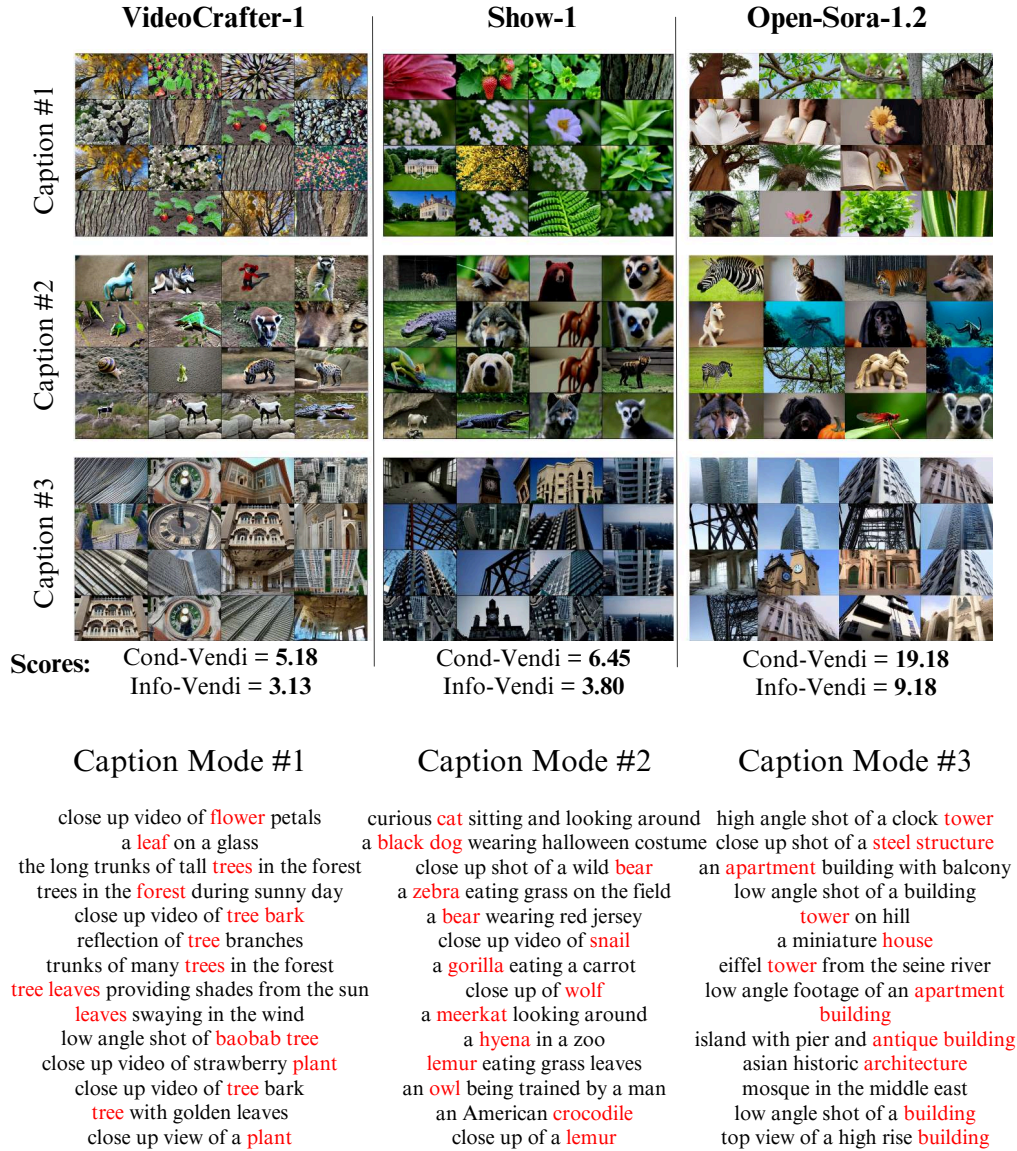 VideoCrafter-1
Show-1
Open-Sora-1.2
Caption #1
Caption #2
Caption #3
Scores:
Cond-Vendi = 5.18
Info-Vendi = 3.13
Cond-Vendi = 6.45
Info-Vendi = 3.80
Cond-Vendi = 19.18
Info-Vendi = 9.18
Caption Mode #1
close up video of flower petals
a leaf on a glass
the long trunks of tall trees in the forest
trees in the forest during sunny day
close up video of tree bark
reflection of tree branches
trunks of many trees in the forest
tree leaves providing shades from the sun
leaves swaying in the wind
low angle shot of baobab tree
close up video of strawberry plant
close up video of tree bark
tree with golden leaves
close up view of a plant
Caption Mode #2
curious cat sitting and looking around
a black dog wearing halloween costume
close up shot of a wild bear
a zebra eating grass on the field
a bear wearing red jersey
close up video of snail
a gorilla eating a carrot
close up of wolf
a meerkat looking around
a hyena in a zoo
lemur eating grass leaves
an owl being trained by a man
an American crocodile
close up of a lemur
Caption Mode #3
high angle shot of a clock tower
close up shot of a steel structure
an apartment building with balcony
low angle shot of a building
tower on hill
a miniature house
eiffel tower from the seine river
low angle footage of an apartment
building
island with pier and antique building
asian historic architecture
mosque in the middle east
low angle shot of a building
top view of a high rise building